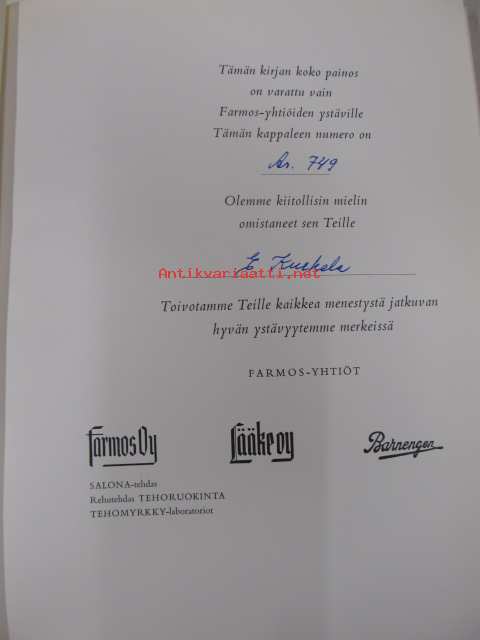 Tämän kirjan koko painos
on varattu vain
Farmos-yhtiöiden ystäville
Tämän kappaleen numero on
As. 749
Olemme kiitollisin mielin
omistaneet sen Teille
E Kuskela
Antikvariaatti.net
Toivotamme Teille kaikkea menestystä jatkuvan
hyvän ystävyytemme merkeissä
FARMOS-YHTIÖT
Farmos Oy
Lääke oy
Barnengen
SALONA-tehdas
Rehutehdas TEHORUOKINTA
TEHOMYRKKY-laboratoriot